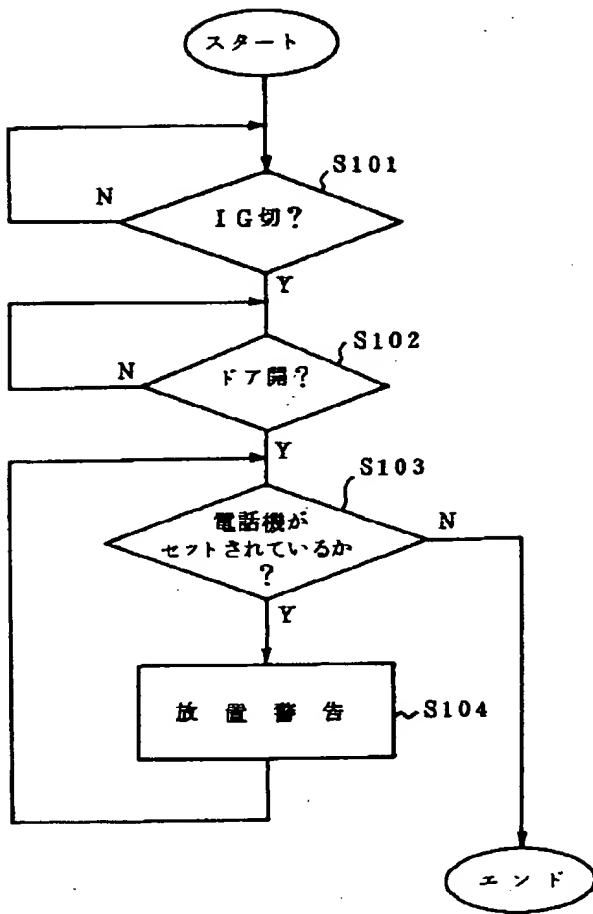 スタート
S101
N
IG切?
Y
S102
N
ドア開?
Y
S103
電話機が
セットされているか
?
N
Y
放置警告
S104
エンド